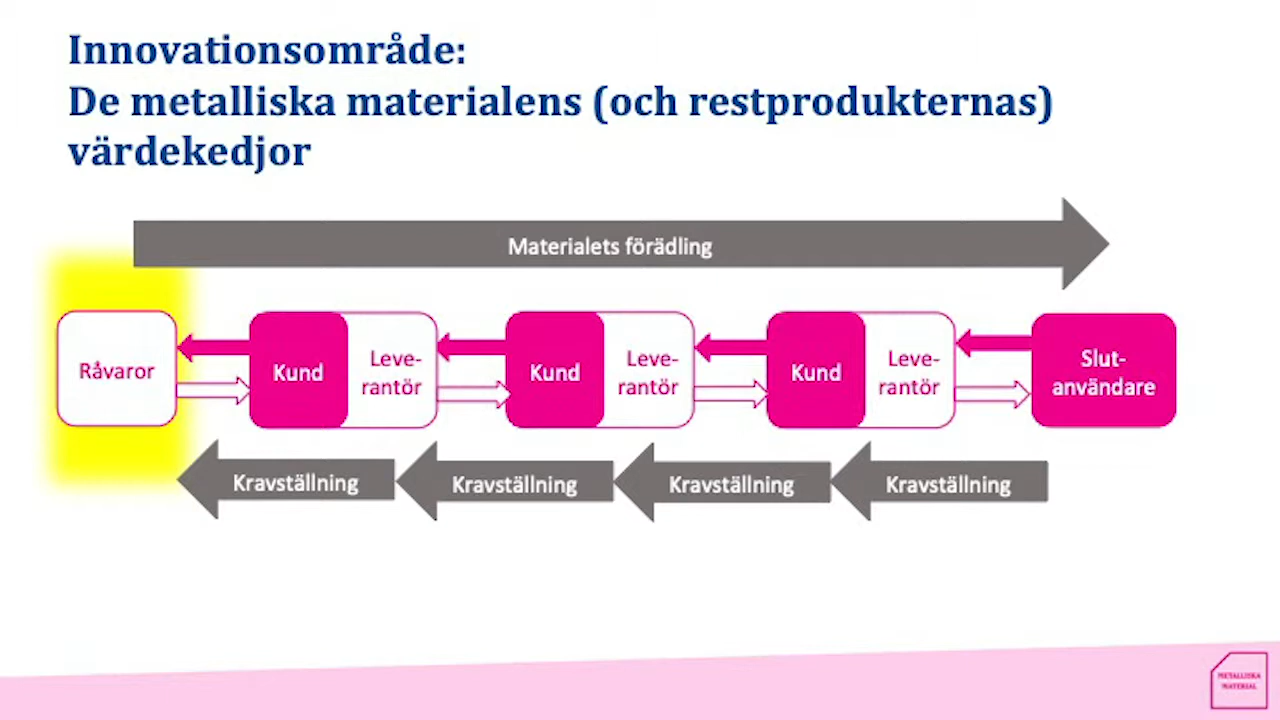 Innovationsområde:
De metalliska materialens (och restprodukternas)
värdekedjor
Materialets förädling
Råvaror
Kund
Leve-
rantör
Kund
Leve-
rantör
Kund
Leve-
rantör
Slut-
användare
Kravställning
Kravställning
Kravställning
Kravställning
METALLISKA
MATERIAL